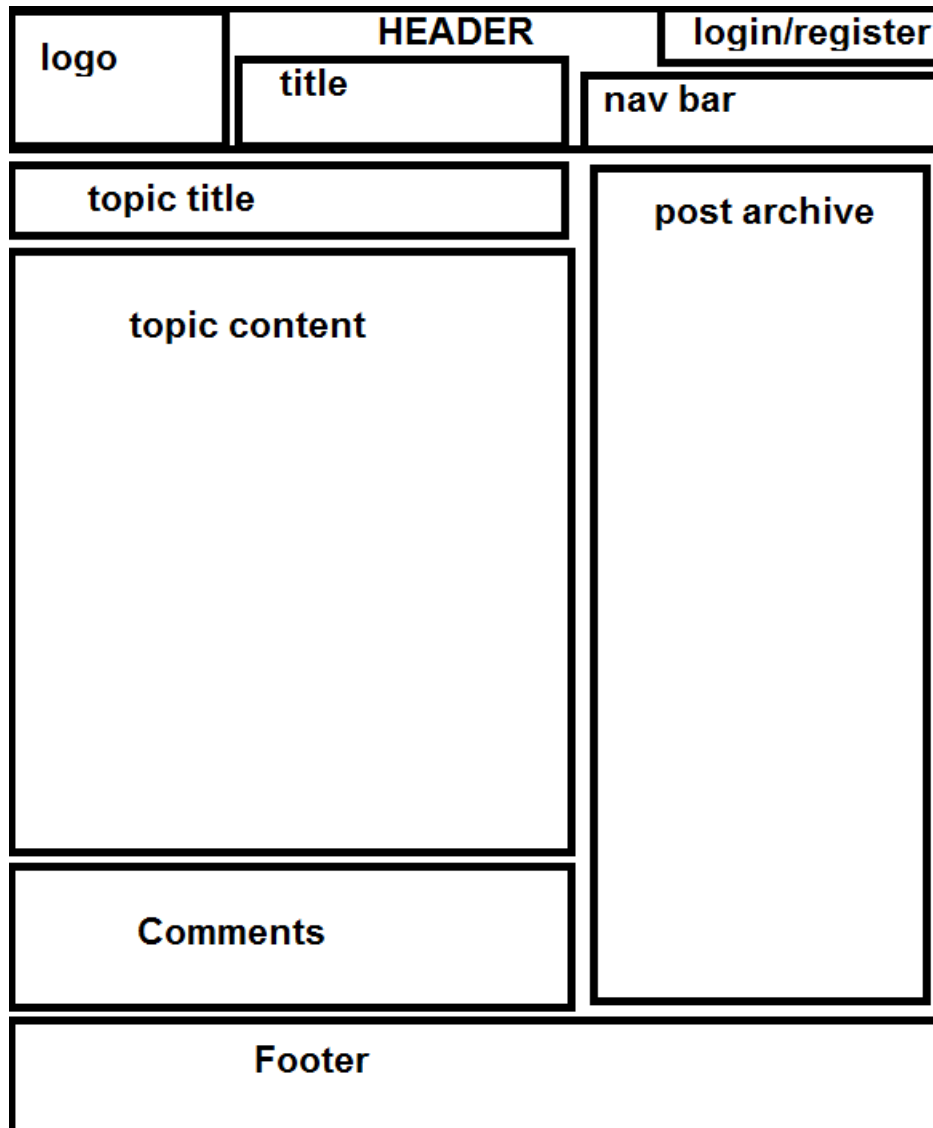 logo
HEADER
login/register
title
nav bar
topic title
post archive
topic content
Comments
Footer